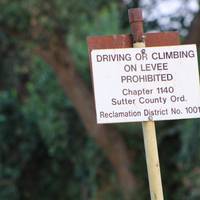 DRIVING OR CLIMBING
ON LEVEE
PROHIBITED
Chapter 1140
Sutter County Ord.
Reclamation District No. 1001